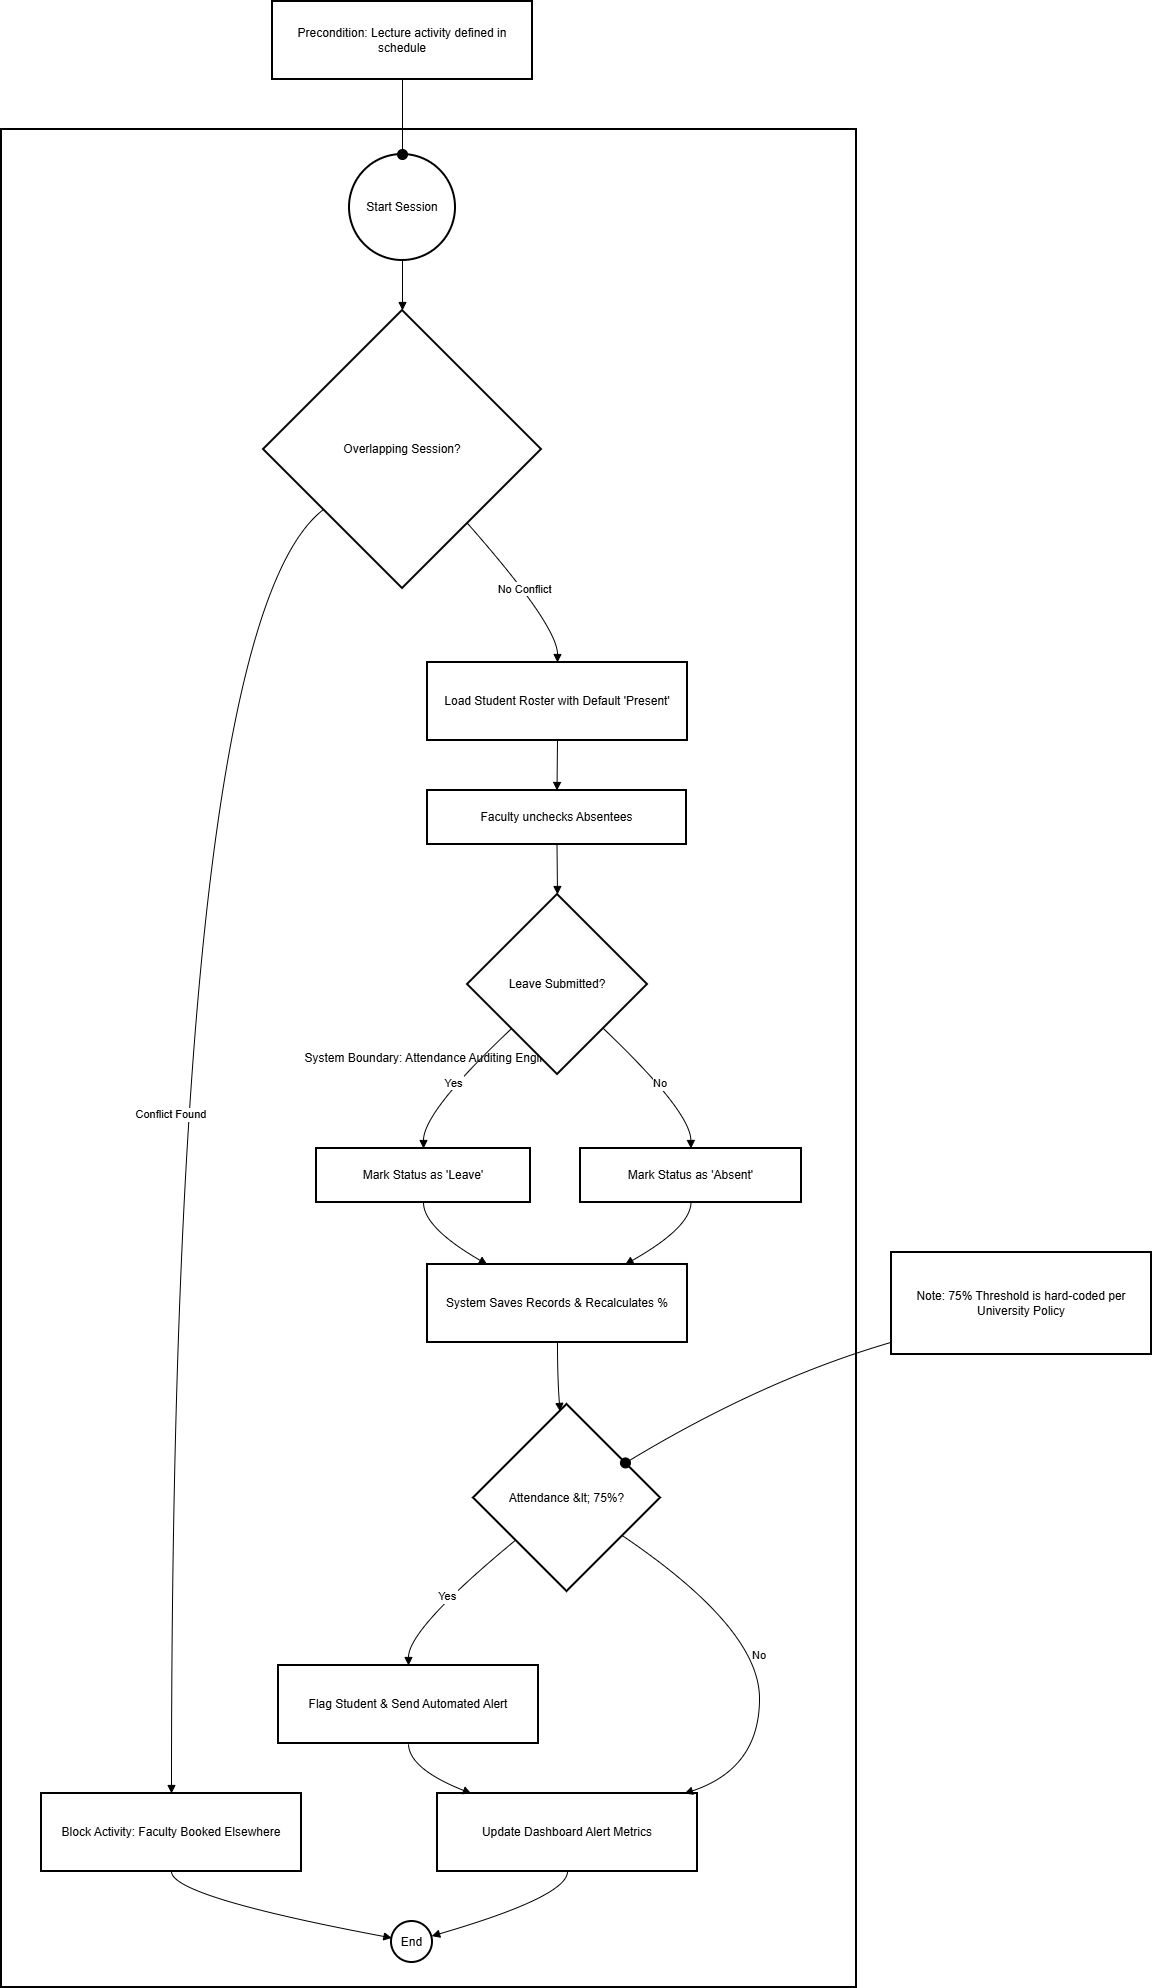 Precondition: Lecture activity defined in
schedule
Start Session
Overlapping Session?
No Conflict
Load Student Roster with Default 'Present'
Faculty unchecks Absentees
Leave Submitted?
System Boundary: Attendance Auditing
Yes
No
Conflict Found
Mark Status as 'Leave'
Mark Status as 'Absent'
System Saves Records & Recalculates %
Note: 75% Threshold is hard-coded per
University Policy
Attendance &lt; 75%?
Yes
No
Flag Student & Send Automated Alert
Block Activity: Faculty Booked Elsewhere
Update Dashboard Alert Metrics
End